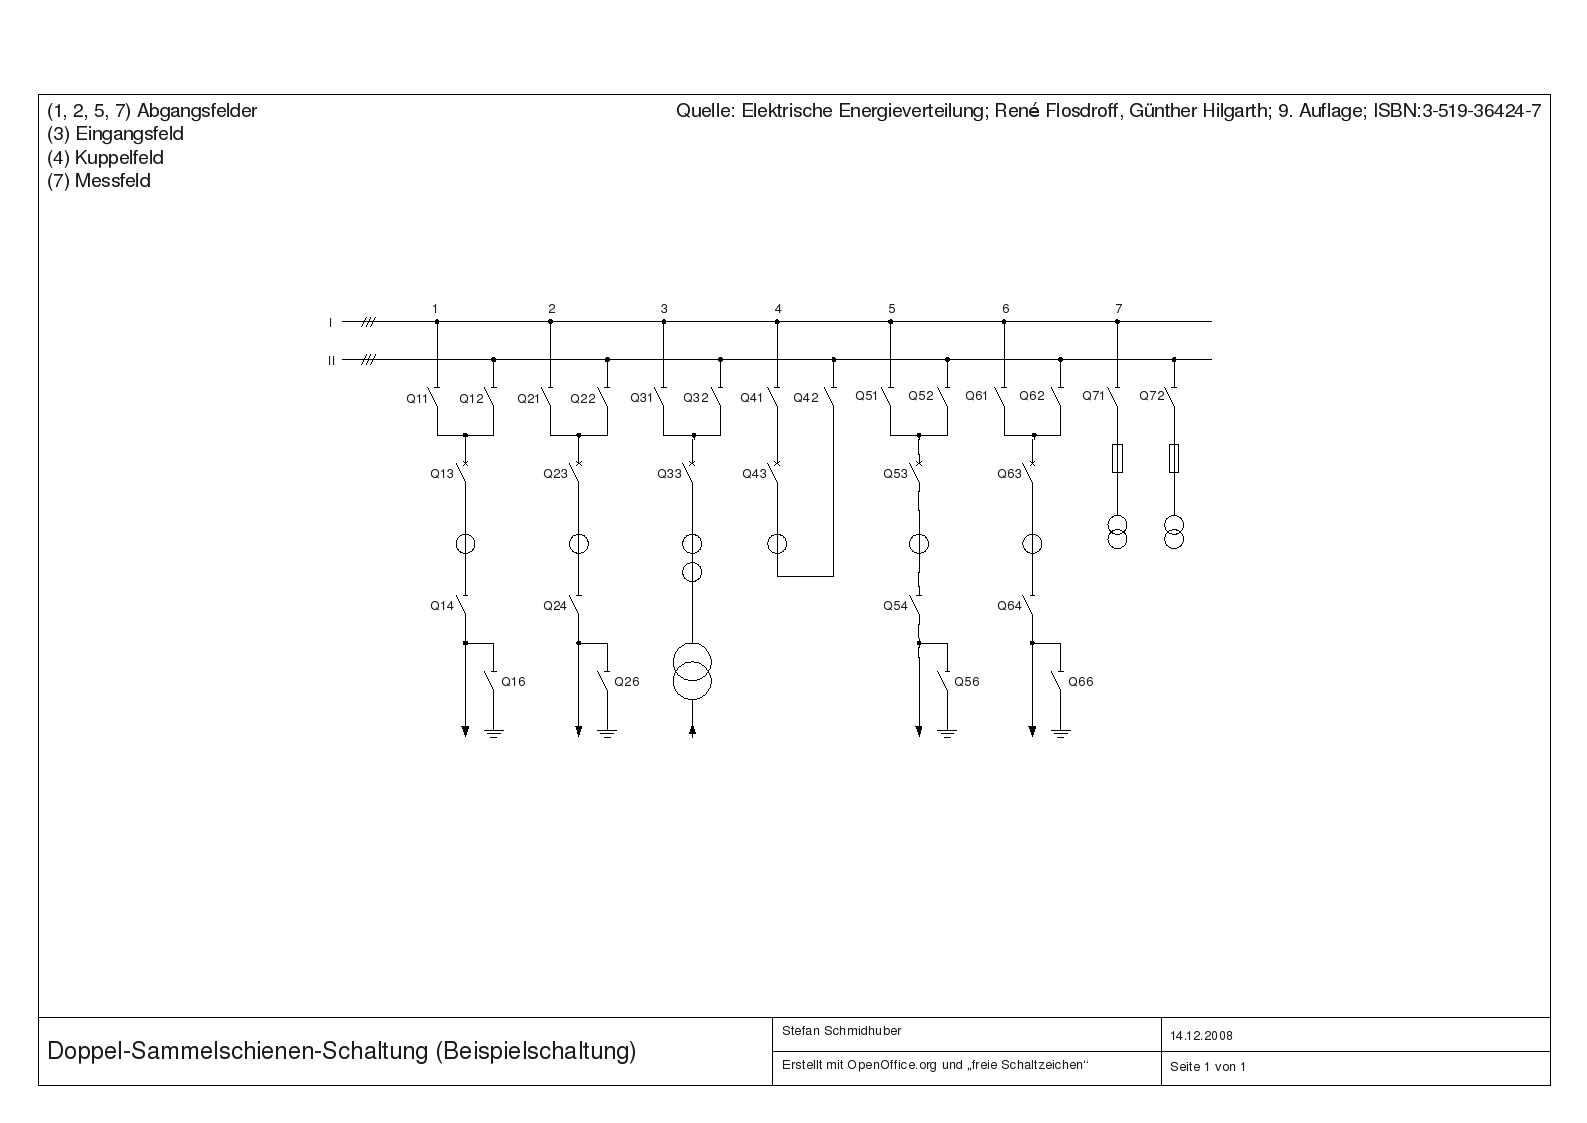 (1, 2, 5, 7) Abgangsfelder
(3) Eingangsfeld
(4) Kuppelfeld
(7) Messfeld
Quelle: Elektrische Energieverteilung; René Flosdroff, Günther Hilgarth; 9. Auflage; ISBN:3-519-36424-7
1 2 3 4 5 6 7
I
II
Q11 Q12 Q21 Q22 Q31 Q32 Q41 Q42 Q51 Q52 Q61 Q62 Q71 Q72
Q13 Q23 Q33 Q43 Q53 Q63
Q14 Q24 Q54 Q64
Q16 Q26 Q56 Q66
Doppel-Sammelschienen-Schaltung (Beispielschaltung)
Stefan Schmidhuber
14.12.2008
Erstellt mit OpenOffice.org und „freie Schaltzeichen“
Seite 1 von 1